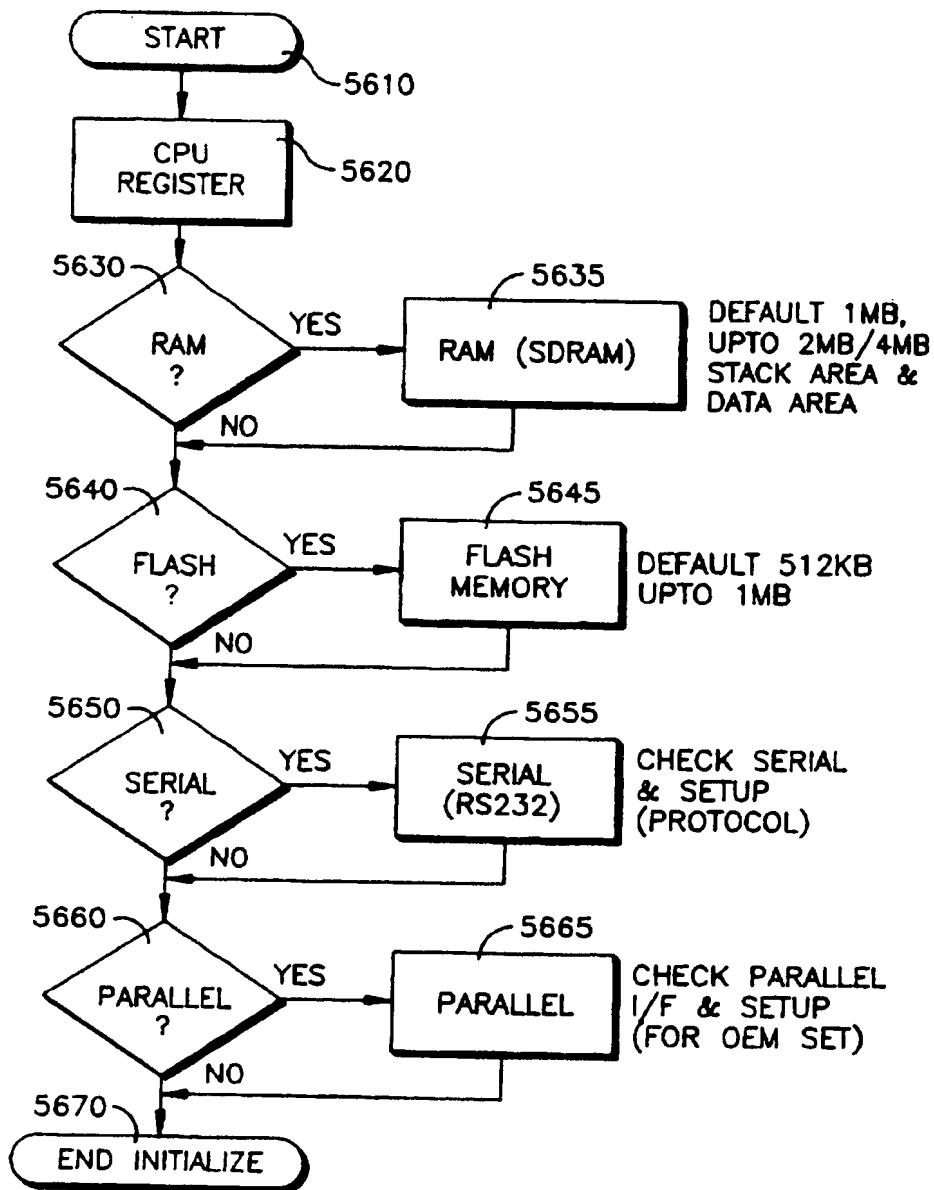 START
5610
CPU
REGISTER
5620
5630
RAM
?
YES
NO
5635
RAM (SDRAM)
DEFAULT 1MB,
UPTO 2MB/4MB
STACK AREA &
DATA AREA
5640
FLASH
?
YES
NO
5645
FLASH
MEMORY
DEFAULT 512KB
UPTO 1MB
5650
SERIAL
?
YES
NO
5655
SERIAL
(RS232)
CHECK SERIAL
& SETUP
(PROTOCOL)
5660
PARALLEL
?
YES
NO
5665
PARALLEL
CHECK PARALLEL
I/F & SETUP
(FOR OEM SET)
5670
END INITIALIZE